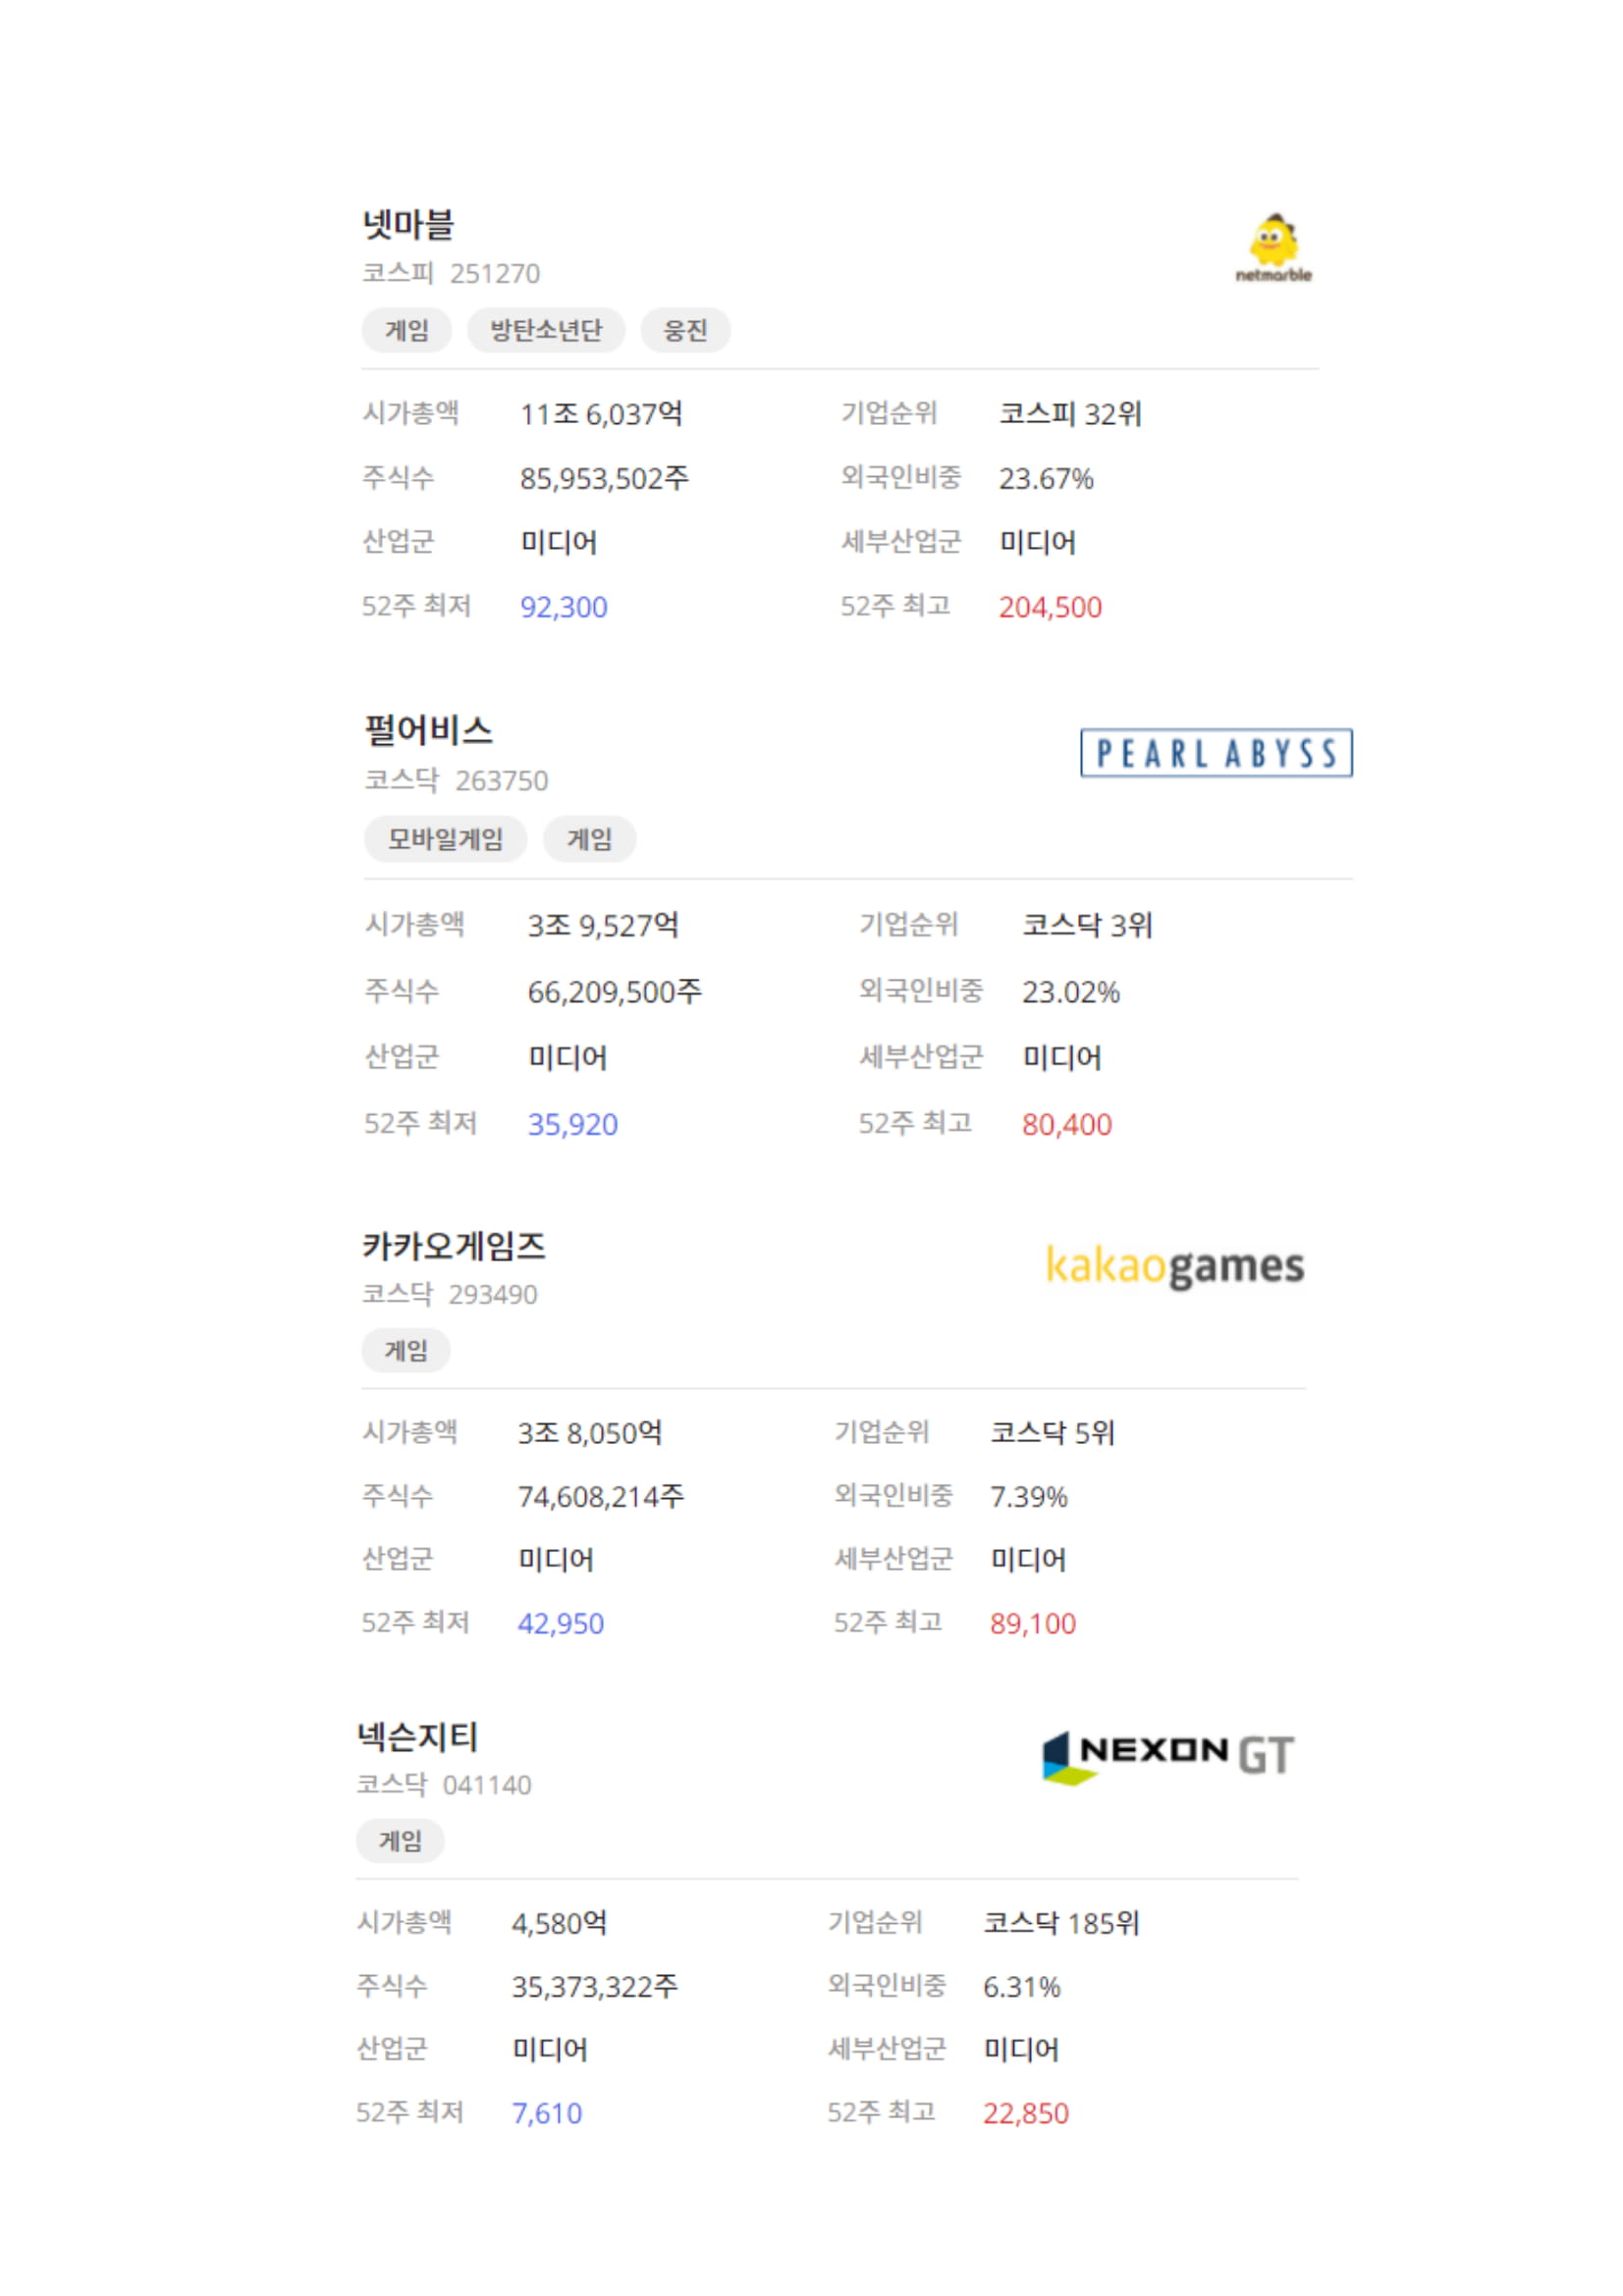 넷마블
netmarble
코스피 251270
게임 방탄소년단 웅진
시가총액 11조 6,037억 기업순위 코스피 32위
주식수 85,953,502주 외국인비중 23.67%
산업군 미디어 세부산업군 미디어
52주 최저 92,300 52주 최고 204,500
펄어비스
PEARL ABYSS
코스닥 263750
모바일게임 게임
시가총액 3조 9,527억 기업순위 코스닥 3위
주식수 66,209,500주 외국인비중 23.02%
산업군 미디어 세부산업군 미디어
52주 최저 35,920 52주 최고 80,400
카카오게임즈
kakaogames
코스닥 293490
게임
시가총액 3조 8,050억 기업순위 코스닥 5위
주식수 74,608,214주 외국인비중 7.39%
산업군 미디어 세부산업군 미디어
52주 최저 42,950 52주 최고 89,100
넥슨지티
NEXON GT
코스닥 041140
게임
시가총액 4,580억 기업순위 코스닥 185위
주식수 35,373,322주 외국인비중 6.31%
산업군 미디어 세부산업군 미디어
52주 최저 7,610 52주 최고 22,850